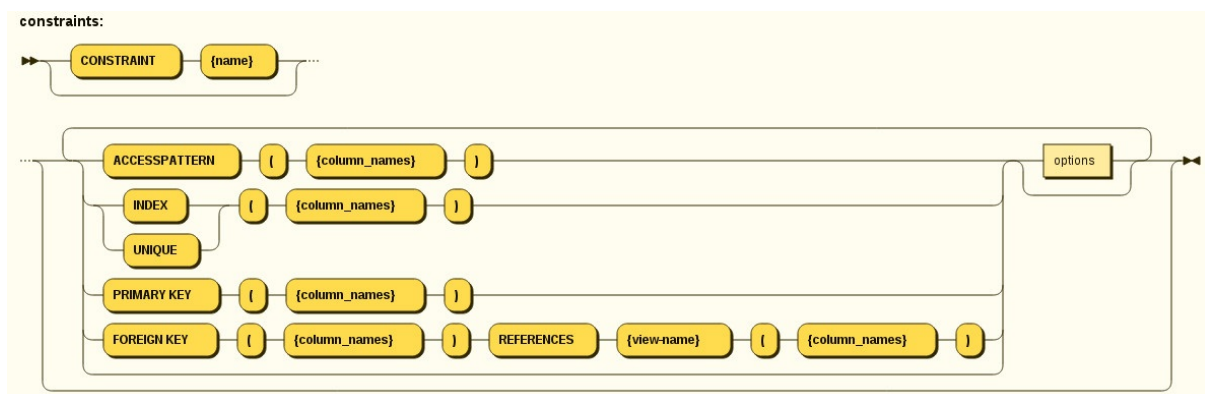 constraints:
CONSTRAINT {name}
ACCESSPATTERN ( {column_names} ) options
INDEX ( {column_names} )
UNIQUE
PRIMARY KEY ( {column_names} )
FOREIGN KEY ( {column_names} ) REFERENCES {view-name} ( {column_names} )